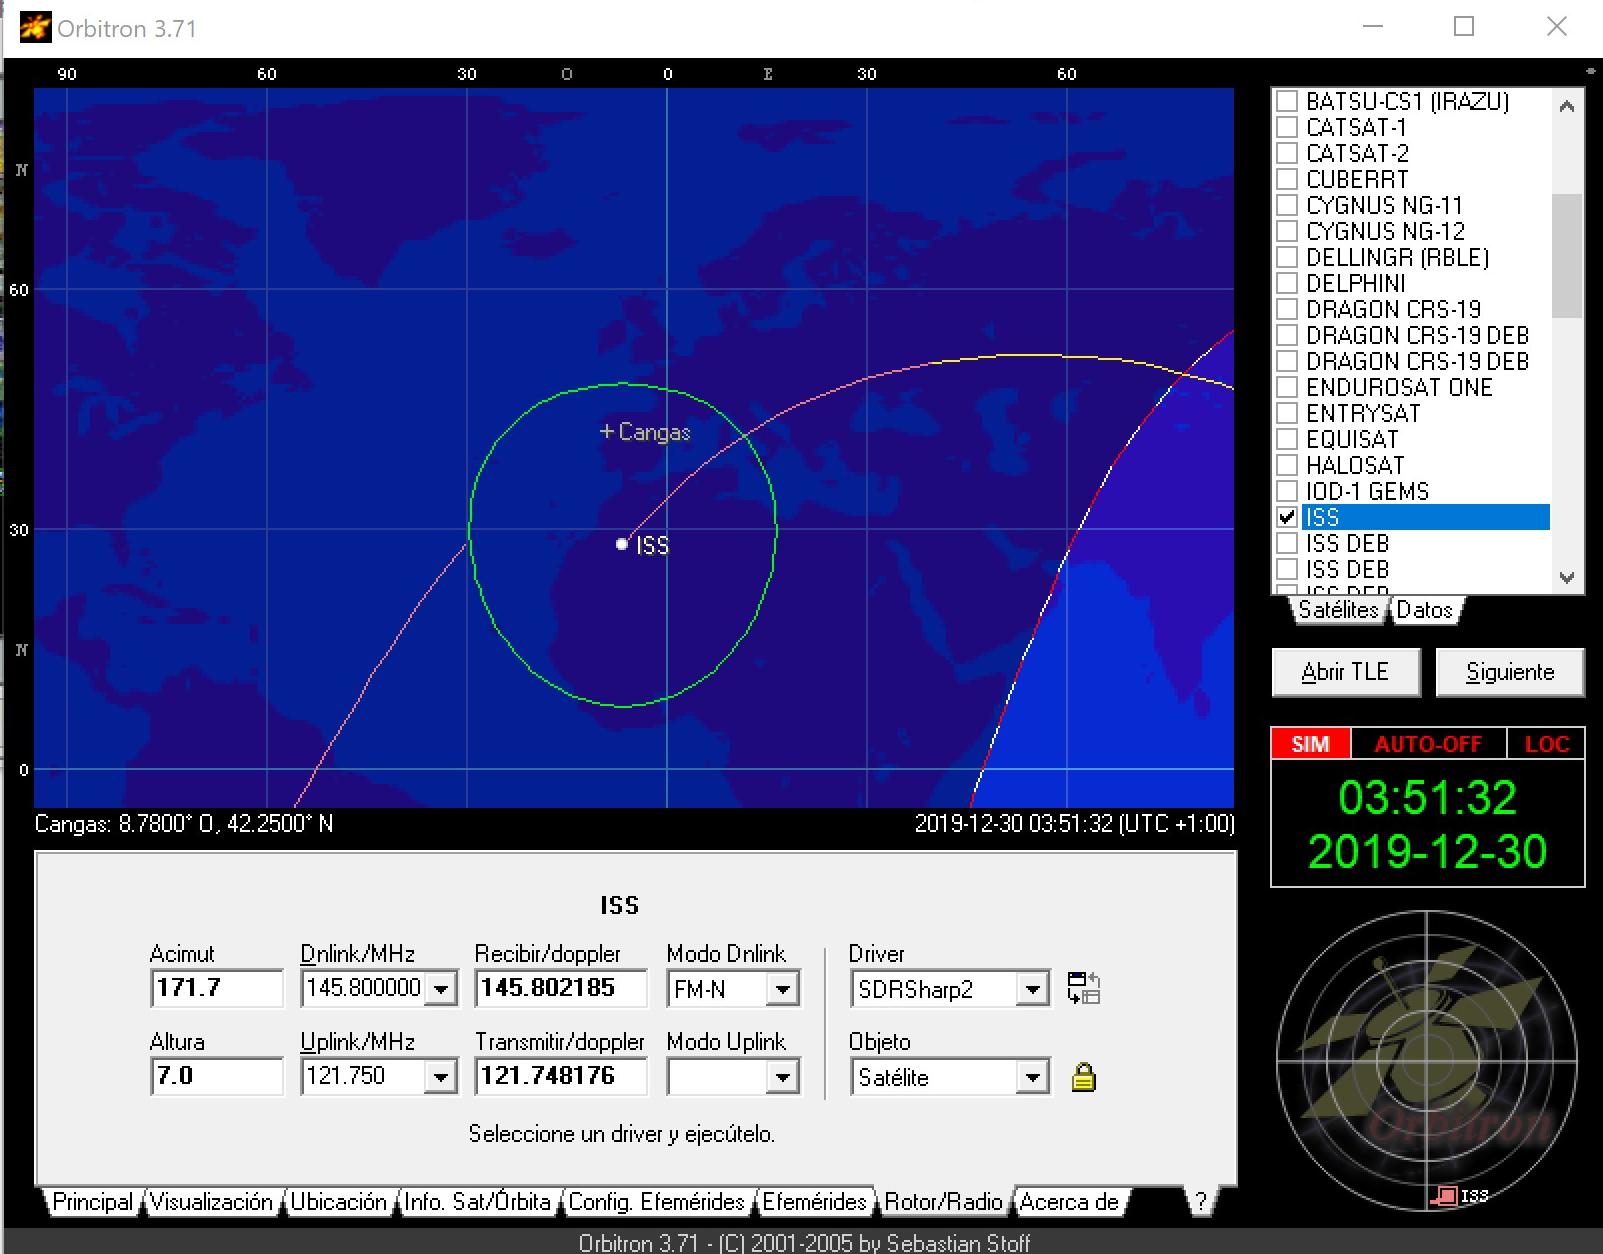 Orbitron 3.71
90 60 30 O 0 E 30 60
N
60
30
N
0
+ Cangas
ISS
Cangas: 8.7800° O, 42.2500° N
2019-12-30 03:51:32 (UTC +1:00)
BATSU-CS1 (IRAZU)
CATSAT-1
CATSAT-2
CUBERRT
CYGNUS NG-11
CYGNUS NG-12
DELLINGR (RBLE)
DELPHINI
DRAGON CRS-19
DRAGON CRS-19 DEB
DRAGON CRS-19 DEB
ENDUROSAT ONE
ENTRYSAT
EQUISAT
HALOSAT
IOD-1 GEMS
ISS
ISS DEB
ISS DEB
ISS DEB
Satélites Datos
Abrir TLE Siguiente
SIM AUTO-OFF LOC
03:51:32
2019-12-30
Orbitron
ISS
ISS
Acimut Dnlink/MHz Recibir/doppler Modo Dnlink Driver
171.7 145.800000 145.802185 FM-N SDRSharp2
Altura Uplink/MHz Transmitir/doppler Modo Uplink Objeto
7.0 121.750 121.748176 Satélite
Seleccione un driver y ejecútelo.
Principal Visualización Ubicación Info. Sat/Órbita Config. Efemérides Efemérides Rotor/Radio Acerca de ?
Orbitron 3.71 - (C) 2001-2005 by Sebastian Stoff